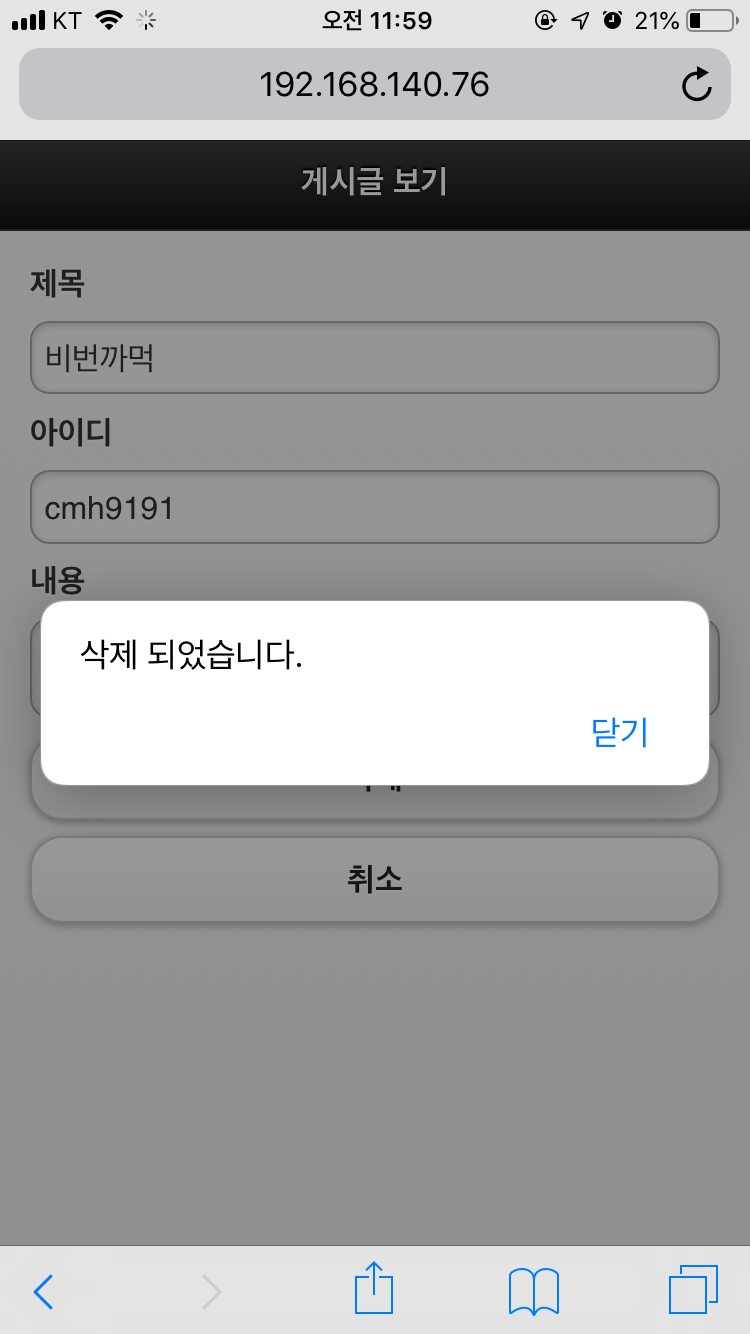 KT 오전 11:59 21%
192.168.140.76
게시글 보기
제목
비번까먹
아이디
cmh9191
내용
삭제 되었습니다.
닫기
취소